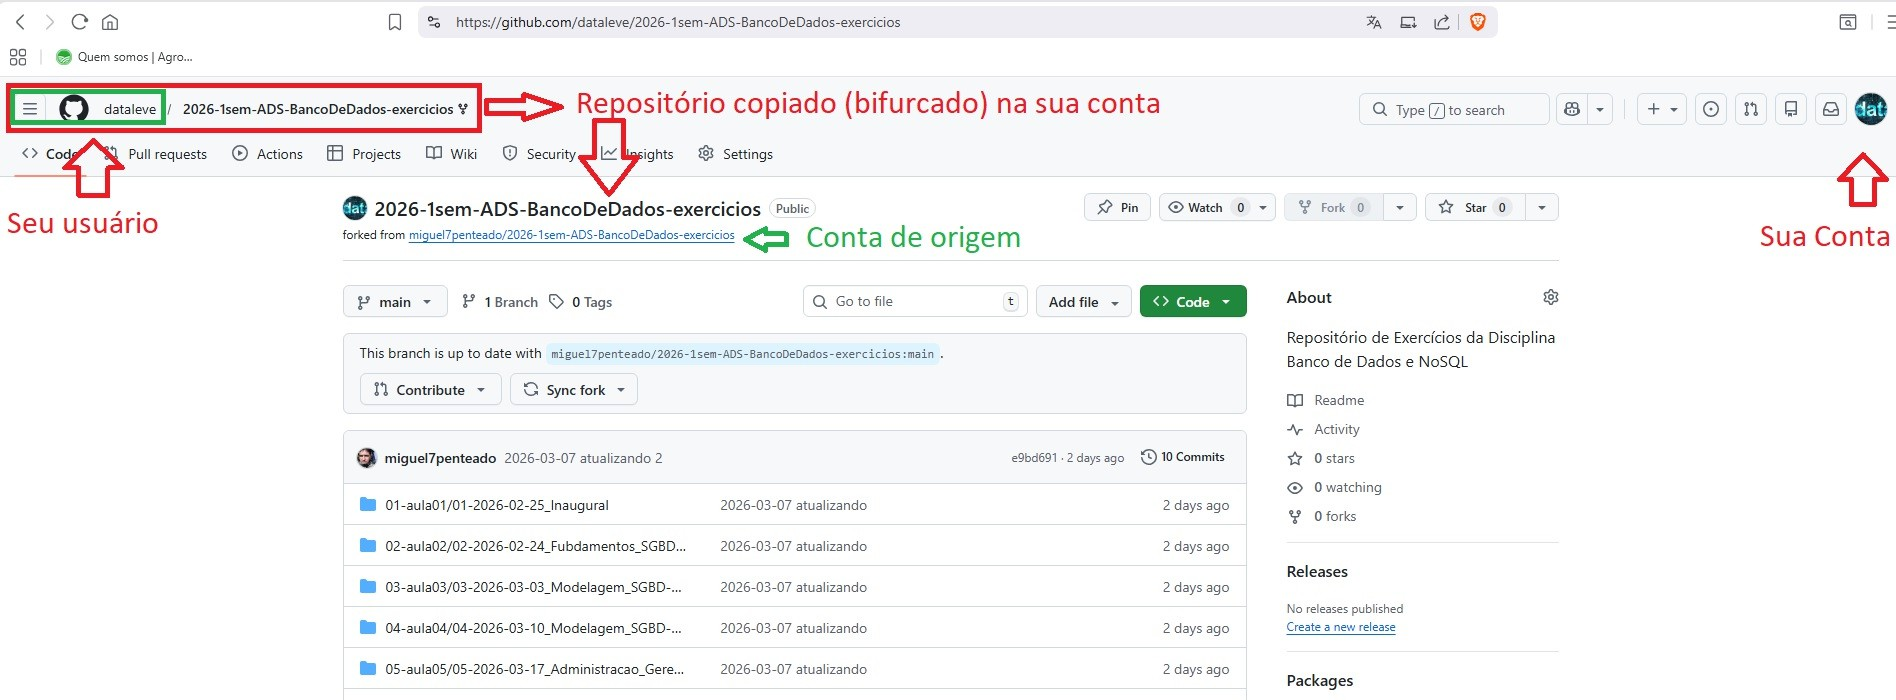 https://github.com/dataleve/2026-1sem-ADS-BancoDeDados-exercicios
Quem somos | Agro...
dataleve / 2026-1sem-ADS-BancoDeDados-exercicios
Repositório copiado (bifurcado) na sua conta
Type / to search
dat
Code Pull requests Actions Projects Wiki Security Insights Settings
Seu usuário
Sua Conta
dat 2026-1sem-ADS-BancoDeDados-exercicios Public
Pin Watch 0 Fork 0 Star 0
forked from miguel7penteado/2026-1sem-ADS-BancoDeDados-exercicios
Conta de origem
main 1 Branch 0 Tags Go to file t Add file Code
This branch is up to date with miguel7penteado/2026-1sem-ADS-BancoDeDados-exercicios:main .
Contribute Sync fork
miguel7penteado 2026-03-07 atualizando 2 e9bd691 · 2 days ago 10 Commits
01-aula01/01-2026-02-25_Inaugural 2026-03-07 atualizando 2 days ago
02-aula02/02-2026-02-24_Fubdamentos_SGBD... 2026-03-07 atualizando 2 days ago
03-aula03/03-2026-03-03_Modelagem_SGBD-... 2026-03-07 atualizando 2 days ago
04-aula04/04-2026-03-10_Modelagem_SGBD-... 2026-03-07 atualizando 2 days ago
05-aula05/05-2026-03-17_Administracao_Gere... 2026-03-07 atualizando 2 days ago
About
Repositório de Exercícios da Disciplina
Banco de Dados e NoSQL
Readme
Activity
0 stars
0 watching
0 forks
Releases
No releases published
Create a new release
Packages